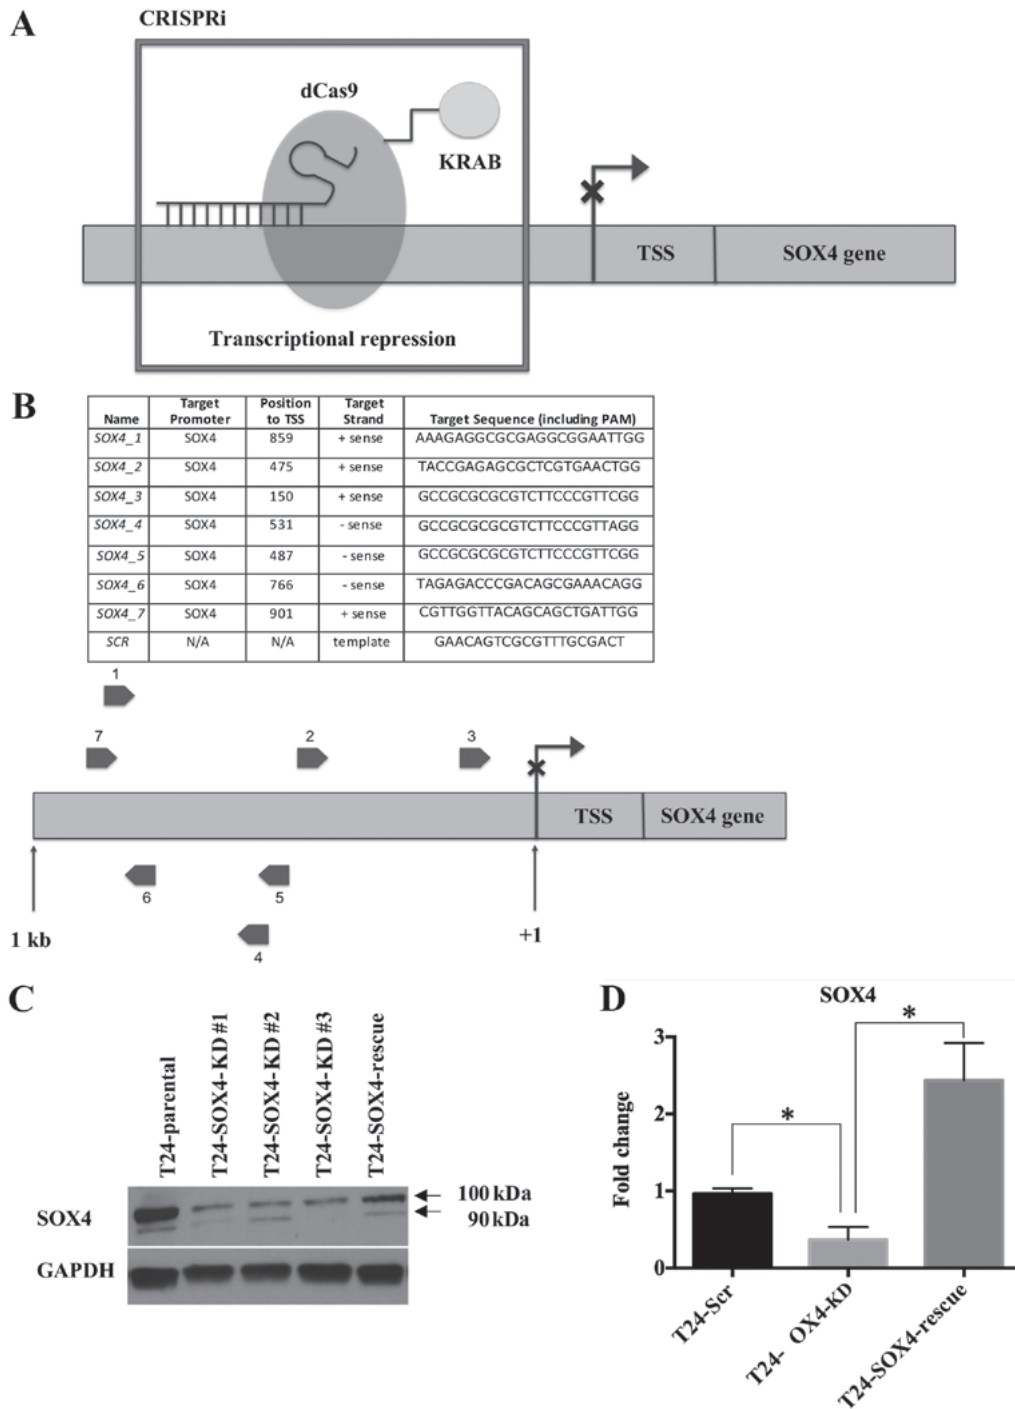 A
CRISPRi
dCas9
KRAB
TSS
SOX4 gene
Transcriptional repression
B
Name Target Promoter Position to TSS Target Strand Target Sequence (including PAM)
SOX4_1 SOX4 859 + sense AAAGAGGCGCGAGGCGGAATTGG
SOX4_2 SOX4 475 + sense TACCGAGAGCGCTCGTGAACTGG
SOX4_3 SOX4 150 + sense GCCGCGCGCGTCTTCCCGTTCGG
SOX4_4 SOX4 531 - sense GCCGCGCGCGTCTTCCCGTTAGG
SOX4_5 SOX4 487 - sense GCCGCGCGCGTCTTCCCGTTCGG
SOX4_6 SOX4 766 - sense TAGAGACCCGACAGCGAAACAGG
SOX4_7 SOX4 901 + sense CGTTGGTTACAGCAGCTGATTGG
SCR N/A N/A template GAACAGTCGCGTTTGCGACT
1
7 2 3
TSS SOX4 gene
6 5
1 kb 4 +1
C
T24-parental
T24-SOX4-KD #1
T24-SOX4-KD #2
T24-SOX4-KD #3
T24-SOX4-rescue
SOX4
100 kDa
90 kDa
GAPDH
D
SOX4
*
*
Fold change
3
2
1
0
T24-Scr
T24- OX4-KD
T24-SOX4-rescue